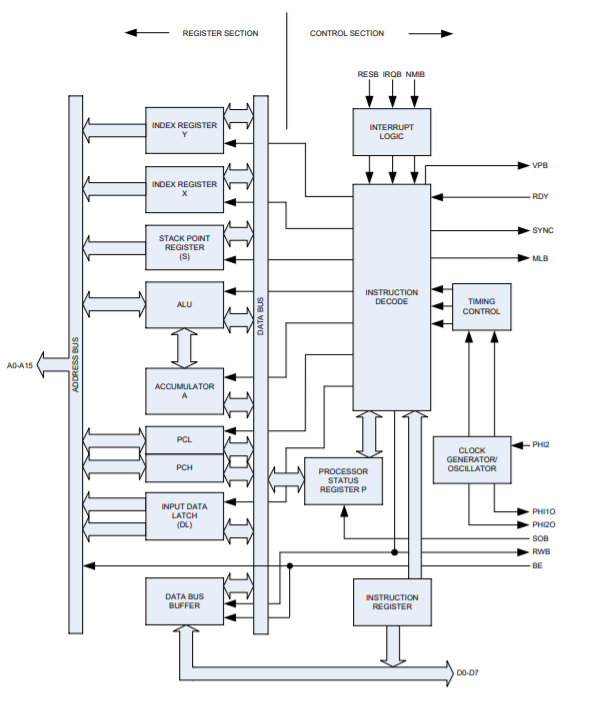 REGISTER SECTION
CONTROL SECTION
RESB IRQB NMIB
INDEX REGISTER
Y
INTERRUPT
LOGIC
VPB
INDEX REGISTER
X
RDY
STACK POINT
REGISTER
(S)
SYNC
MLB
ALU
INSTRUCTION
DECODE
TIMING
CONTROL
DATA BUS
ADDRESS BUS
A0-A15
ACCUMULATOR
A
PCL
PCH
PHI2
CLOCK
GENERATOR/
OSCILLATOR
PROCESSOR
STATUS
REGISTER P
INPUT DATA
LATCH
(DL)
PHI1O
PHI2O
SOB
RWB
BE
DATA BUS
BUFFER
INSTRUCTION
REGISTER
D0-D7